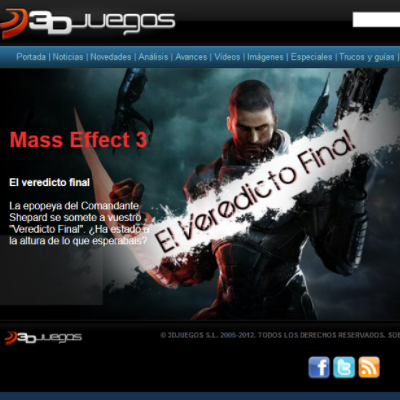 3DJUEGOS
Portada | Noticias | Novedades | Análisis | Avances | Vídeos | Imágenes | Especiales | Trucos y guías |
Mass Effect 3
El veredicto final
La epopeya del Comandante
Shepard se somete a vuestro
"Veredicto Final". ¿Ha estado a
la altura de lo que esperabais?
El Veredicto Final
3DJUEGOS
© 3DJUEGOS S.L. 2005-2012. TODOS LOS DERECHOS RESERVADOS. SOB